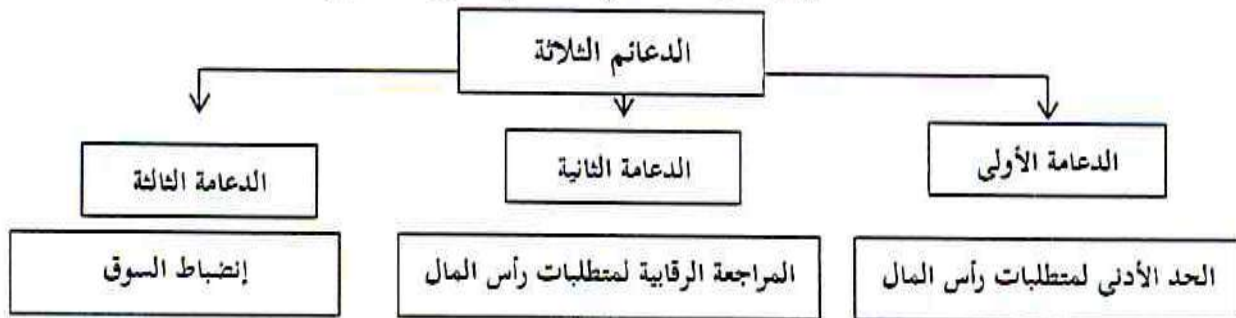 الدعائم الثلاثة
الدعامة الأولى
الدعامة الثانية
الدعامة الثالثة
الحد الأدنى لمتطلبات رأس المال
المراجعة الرقابية لمتطلبات رأس المال
إنضباط السوق